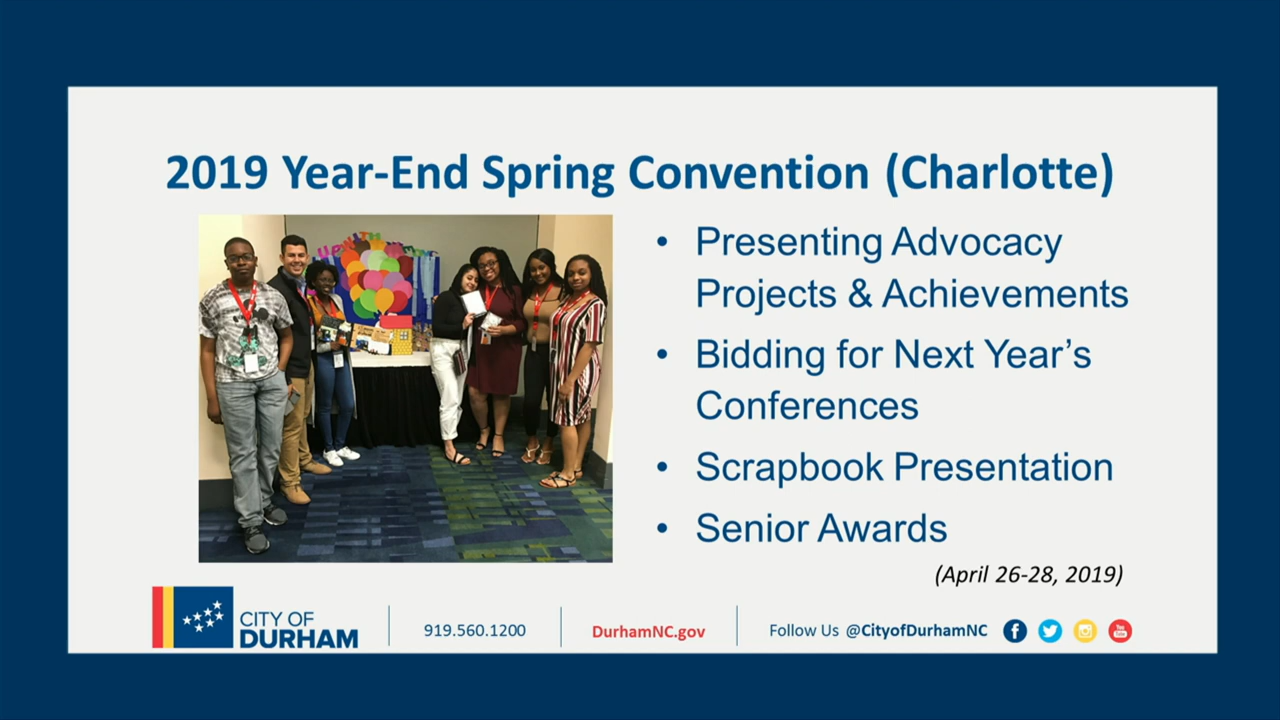 2019 Year-End Spring Convention (Charlotte)
• Presenting Advocacy
Projects & Achievements
• Bidding for Next Year's
Conferences
• Scrapbook Presentation
• Senior Awards
(April 26-28, 2019)
CITY OF
DURHAM
919.560.1200
DurhamNC.gov
Follow Us @CityofDurhamNC